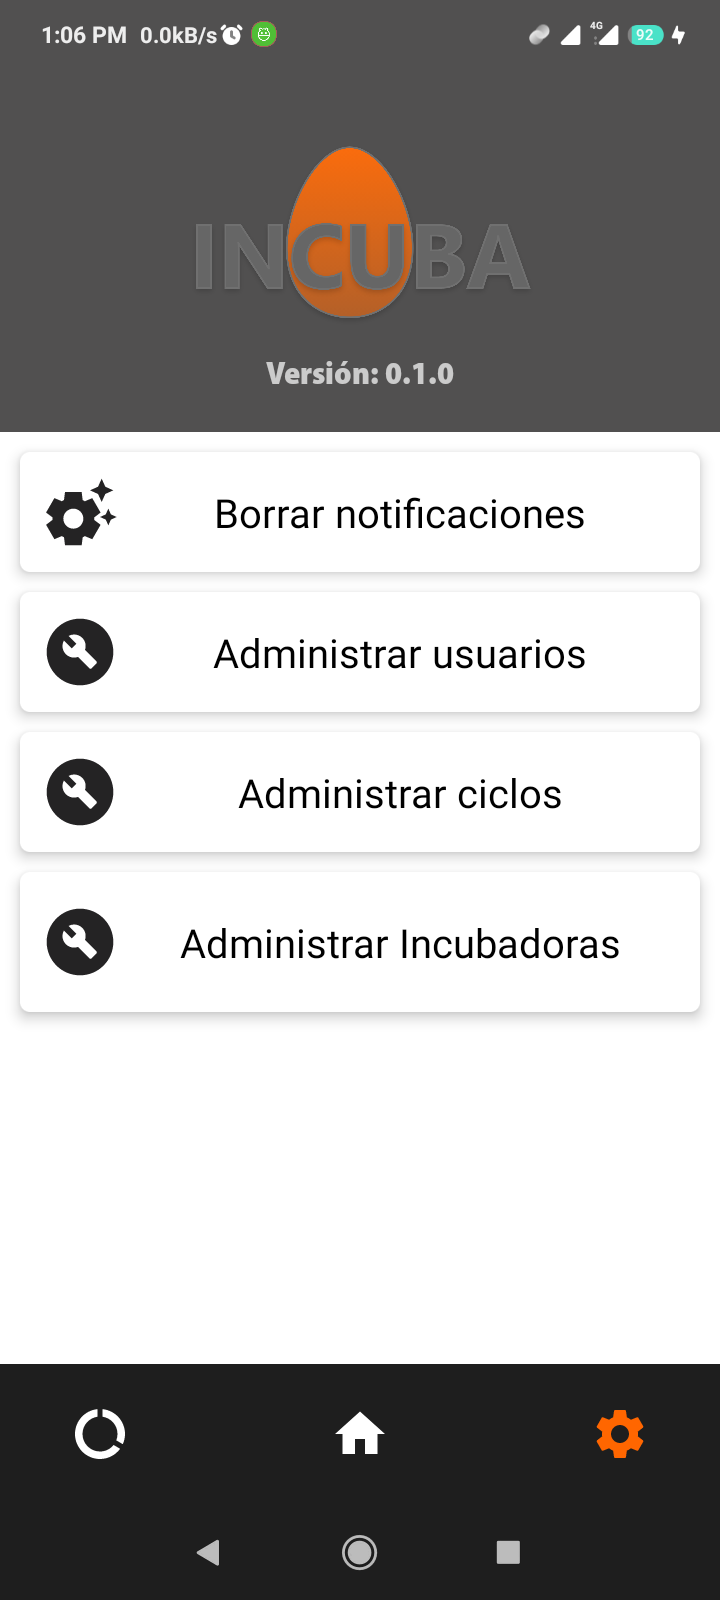 1:06 PM 0.0kB/s 4G 92
INCUBA
Versión: 0.1.0
Borrar notificaciones
Administrar usuarios
Administrar ciclos
Administrar Incubadoras